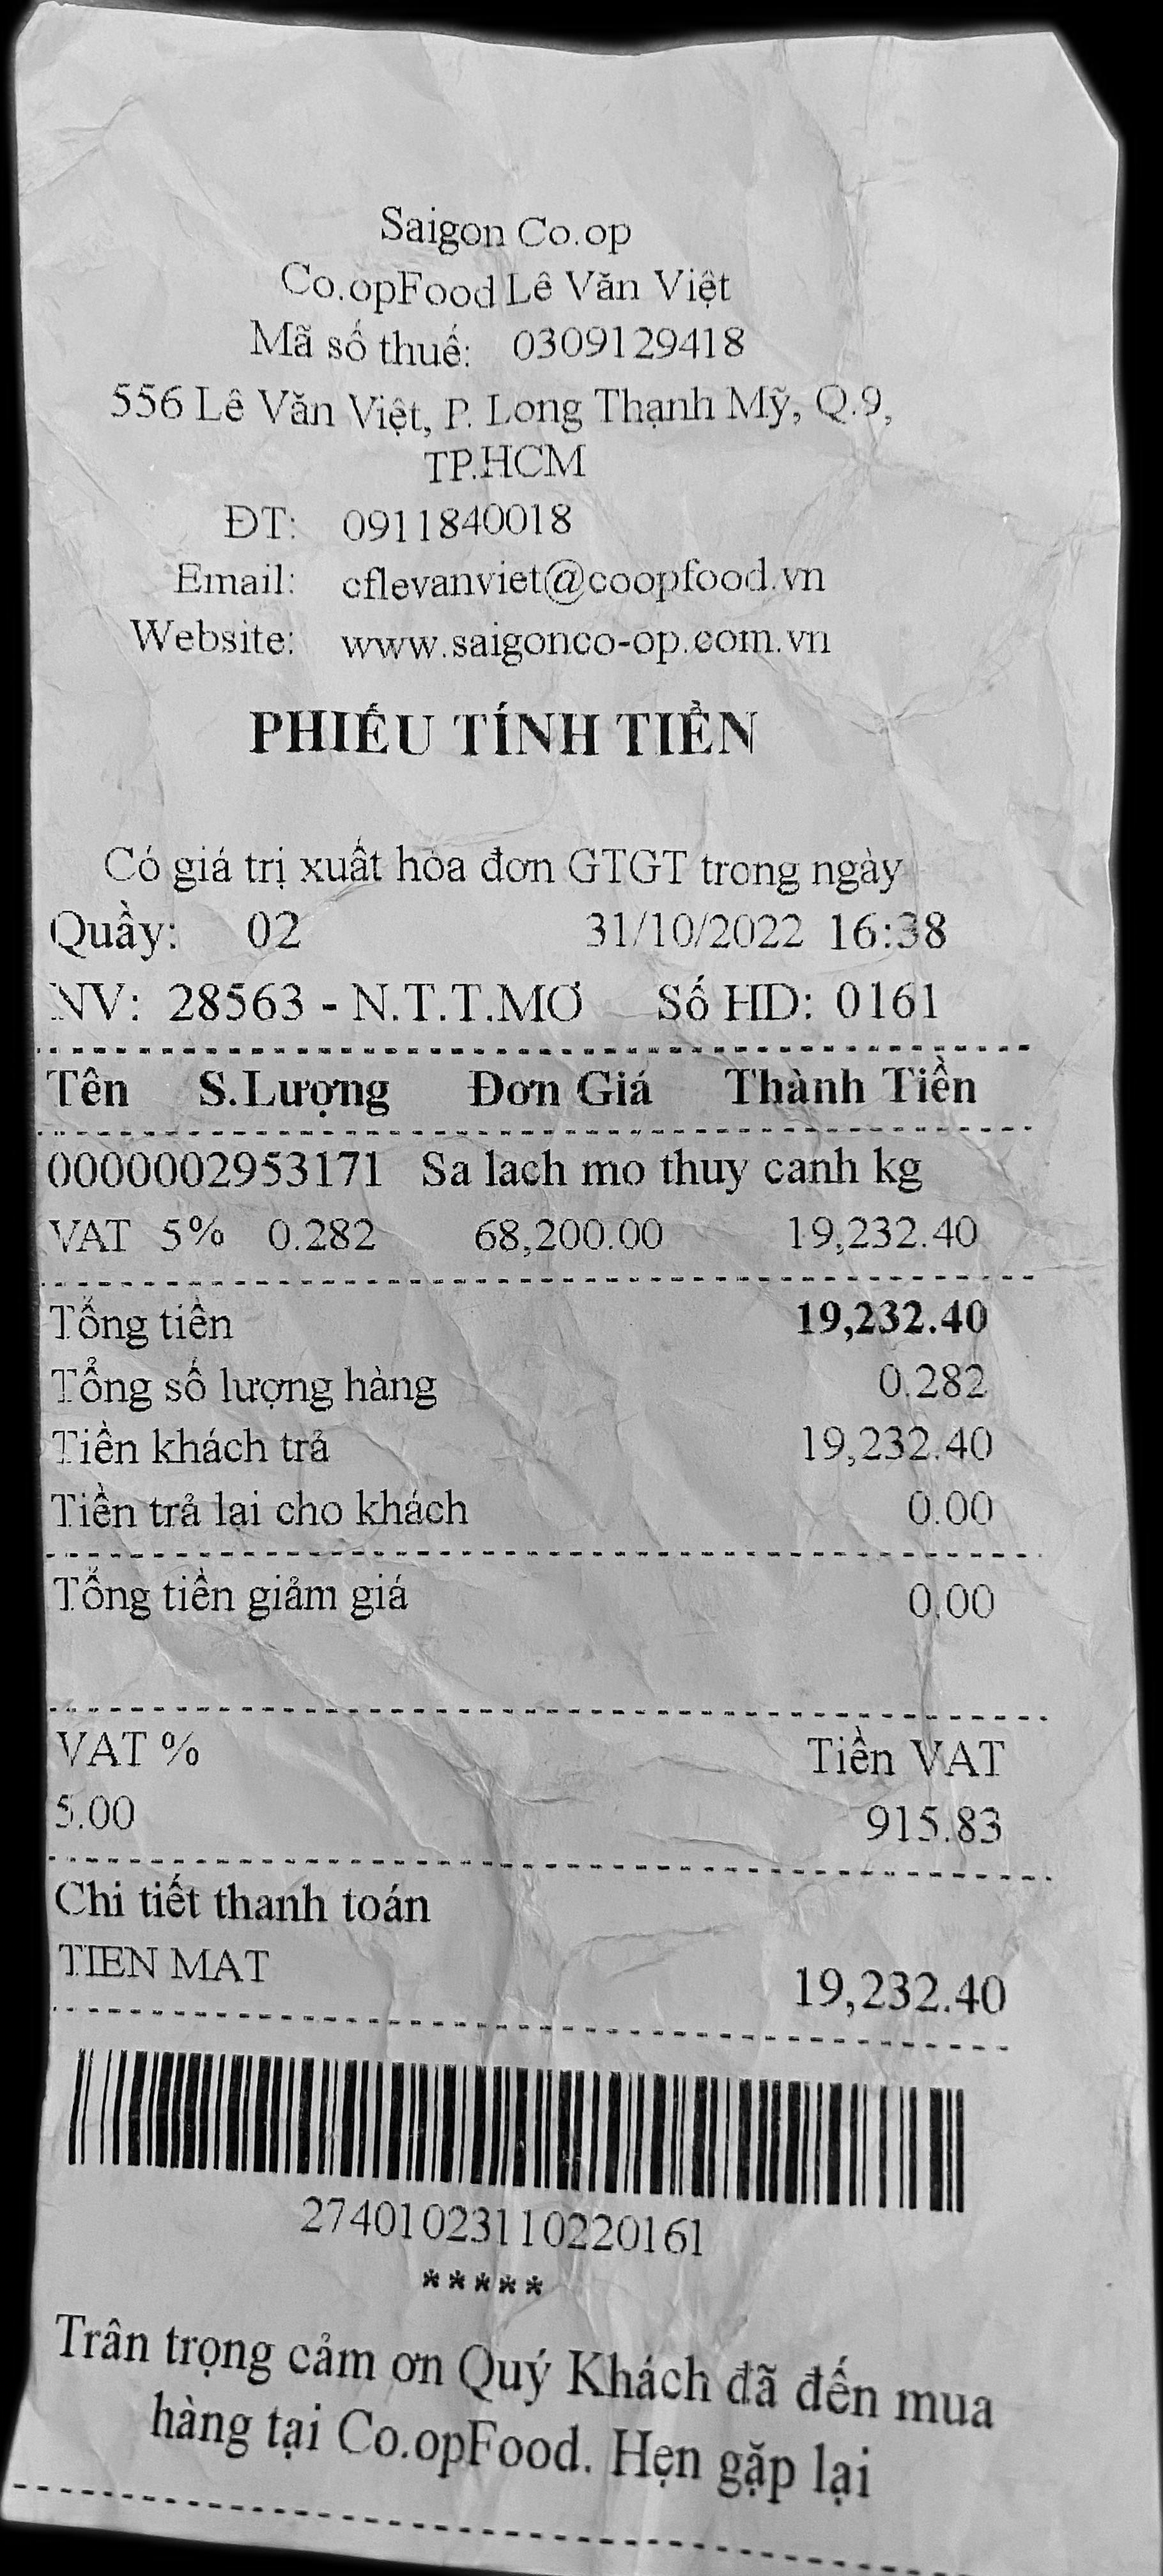 Saigon Co.op
Co.opFood Lê Văn Việt
Mã số thuế: 0309129418
556 Lê Văn Việt, P. Long Thạnh Mỹ, Q.9,
TP.HCM
ĐT: 0911840018
Email: cflevanviet@coopfood.vn
Website: www.saigonco-op.com.vn
PHIẾU TÍNH TIỀN
Có giá trị xuất hóa đơn GTGT trong ngày
Quầy: 02 31/10/2022 16:38
NV: 28563 - N.T.T.MƠ Số HD: 0161
Tên S.Lượng Đơn Giá Thành Tiền
0000002953171 Sa lach mo thuy canh kg
VAT 5% 0.282 68,200.00 19,232.40
Tổng tiền 19,232.40
Tổng số lượng hàng 0.282
Tiền khách trả 19,232.40
Tiền trả lại cho khách 0.00
Tổng tiền giảm giá 0.00
VAT % Tiền VAT
5.00 915.83
Chi tiết thanh toán
TIEN MAT 19,232.40
27401023110220161
*****
Trân trọng cảm ơn Quý Khách đã đến mua
hàng tại Co.opFood. Hẹn gặp lại